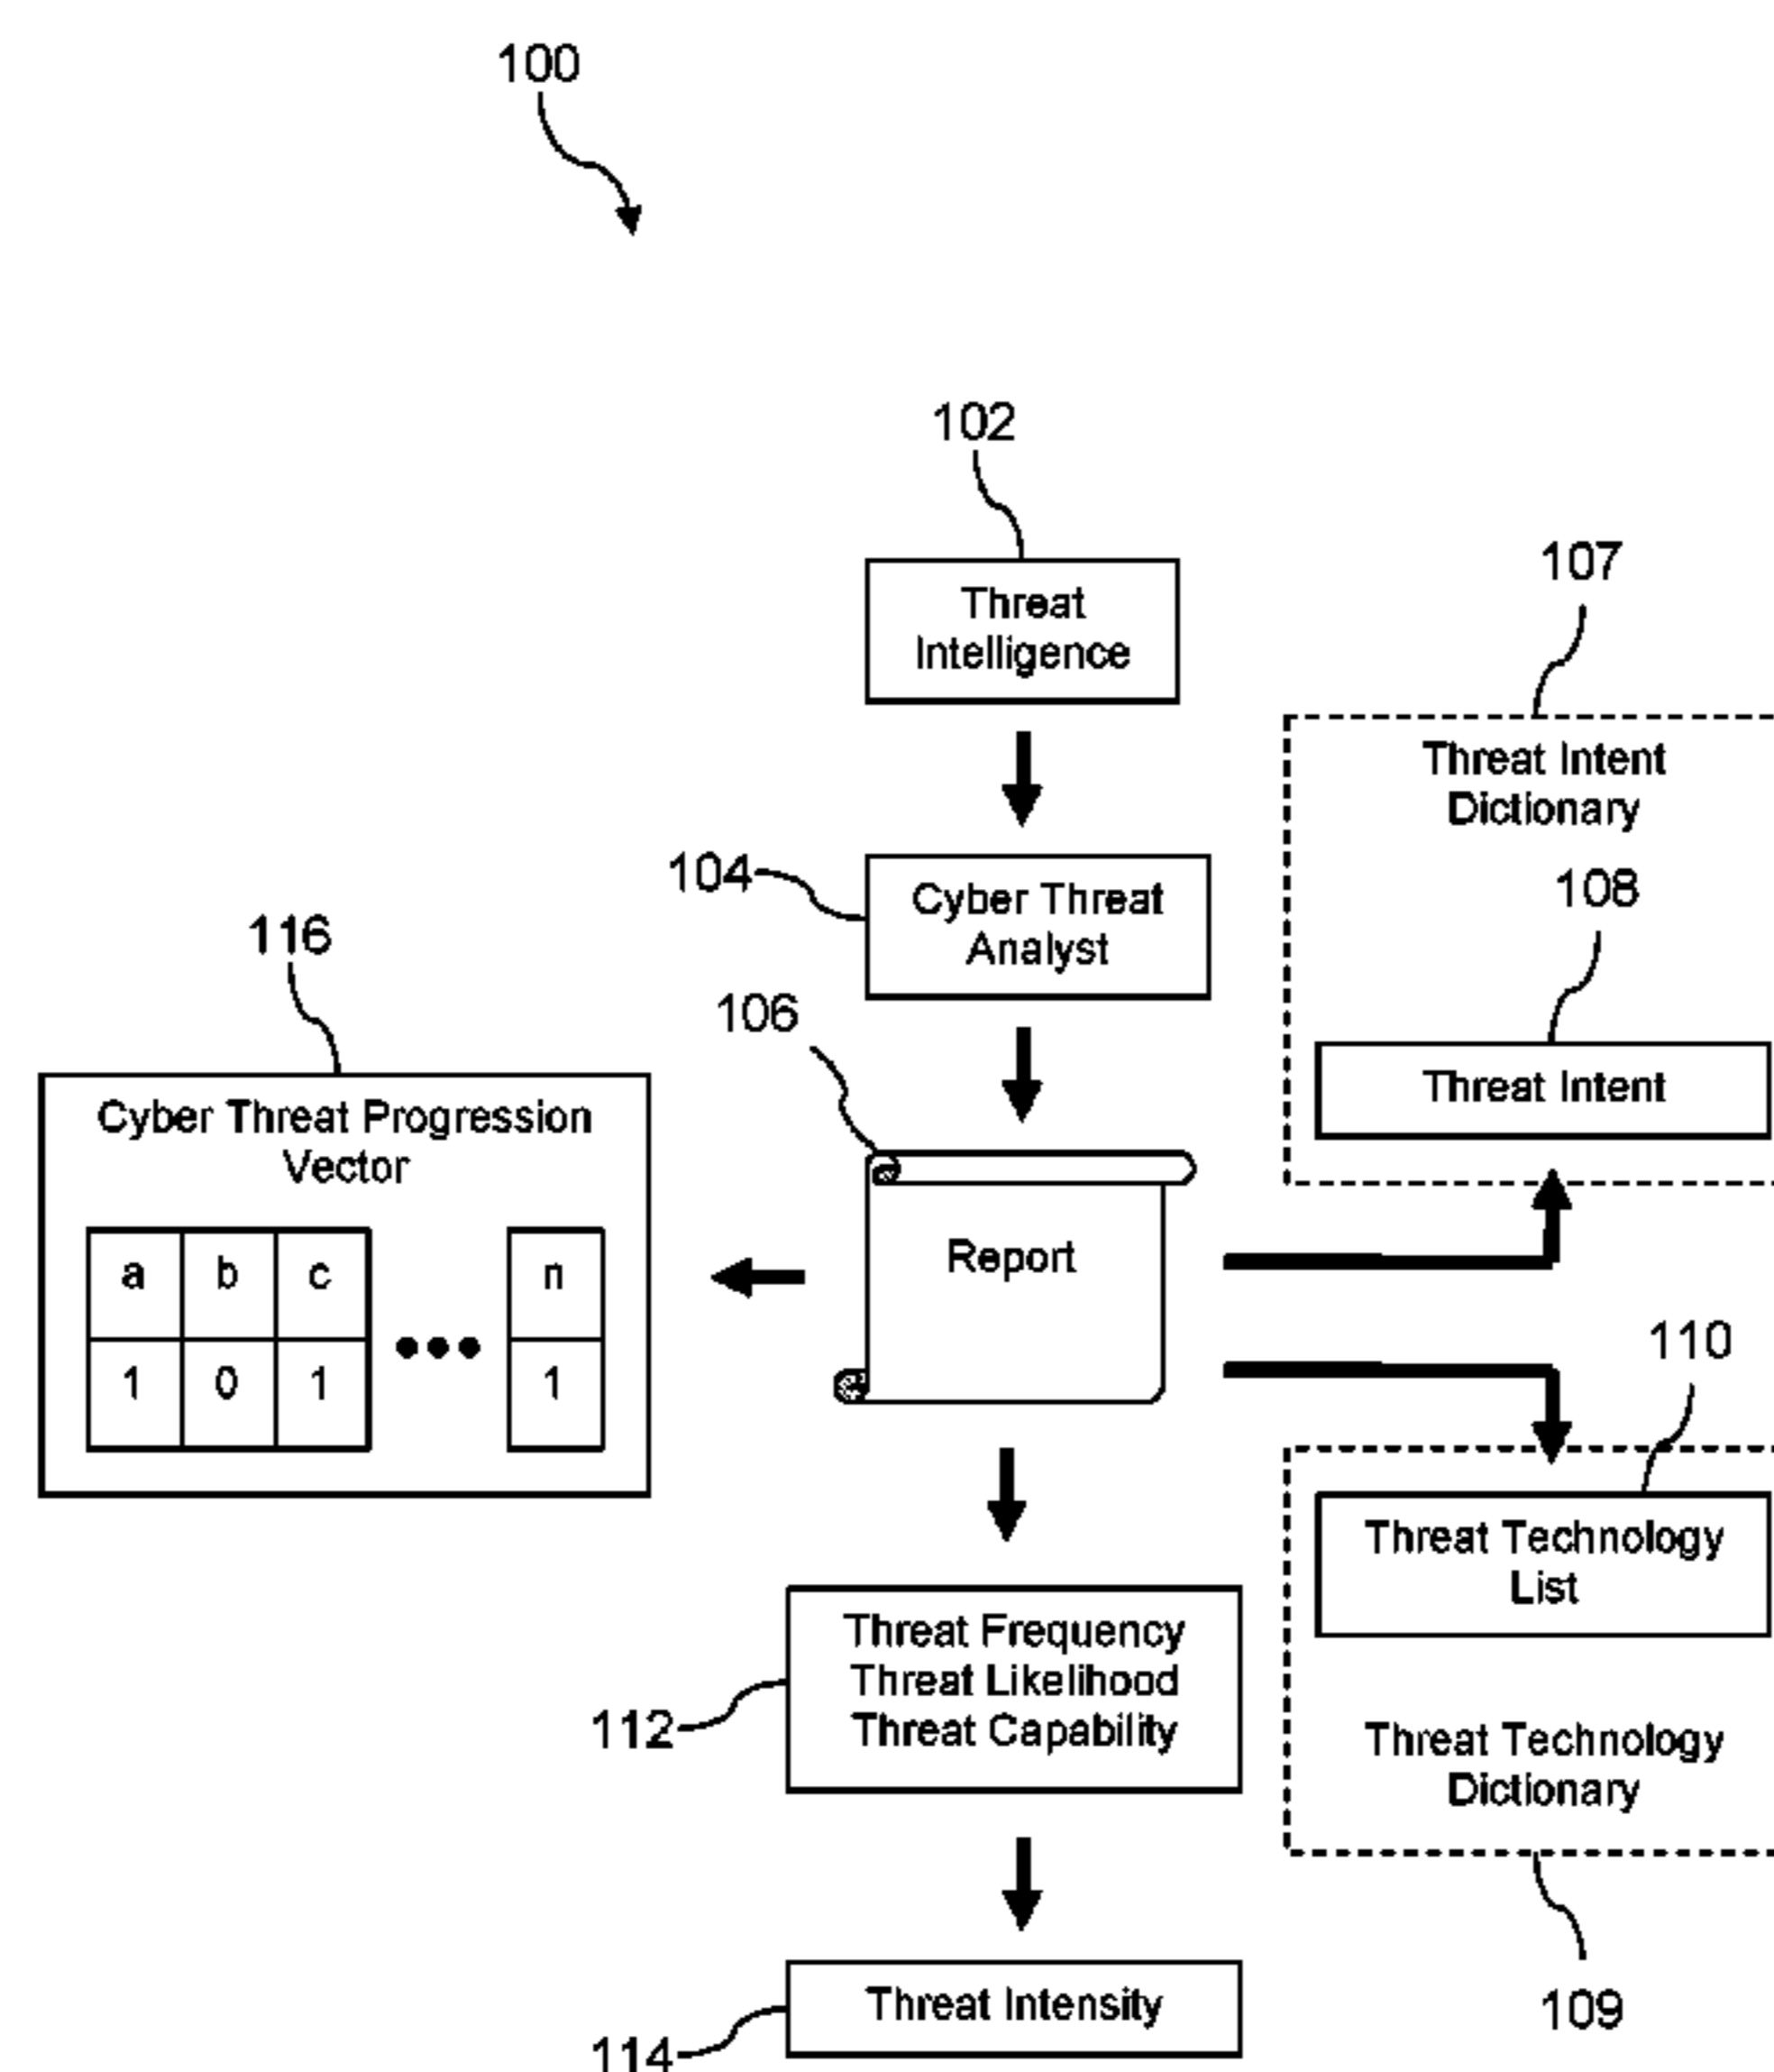 100
102
Threat
Intelligence
107
Threat Intent
Dictionary
104
Cyber Threat
Analyst
108
116
106
Threat Intent
Cyber Threat Progression
Vector
a b c n
1 0 1 ●●● 1
Report
110
Threat Technology
List
Threat Frequency
Threat Likelihood
Threat Capability
112
Threat Technology
Dictionary
Threat Intensity
109
114